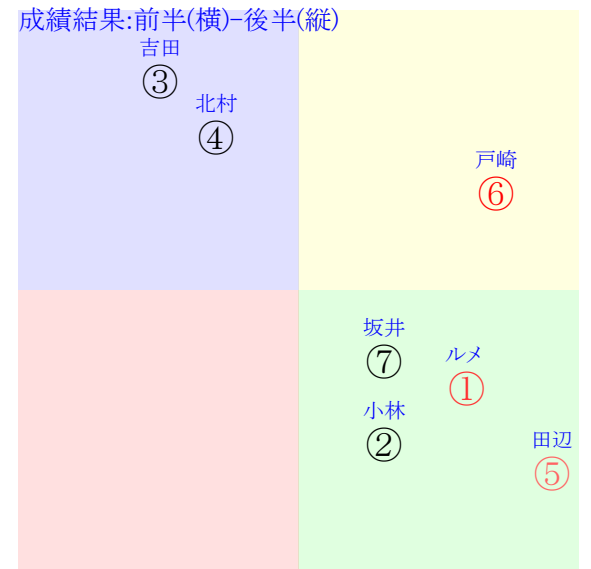 成績結果:前半(横)-後半(縦)
吉田
③
北村
④
戸崎
⑥
坂井
⑦
ルメ
①
小林
②
田辺
⑤